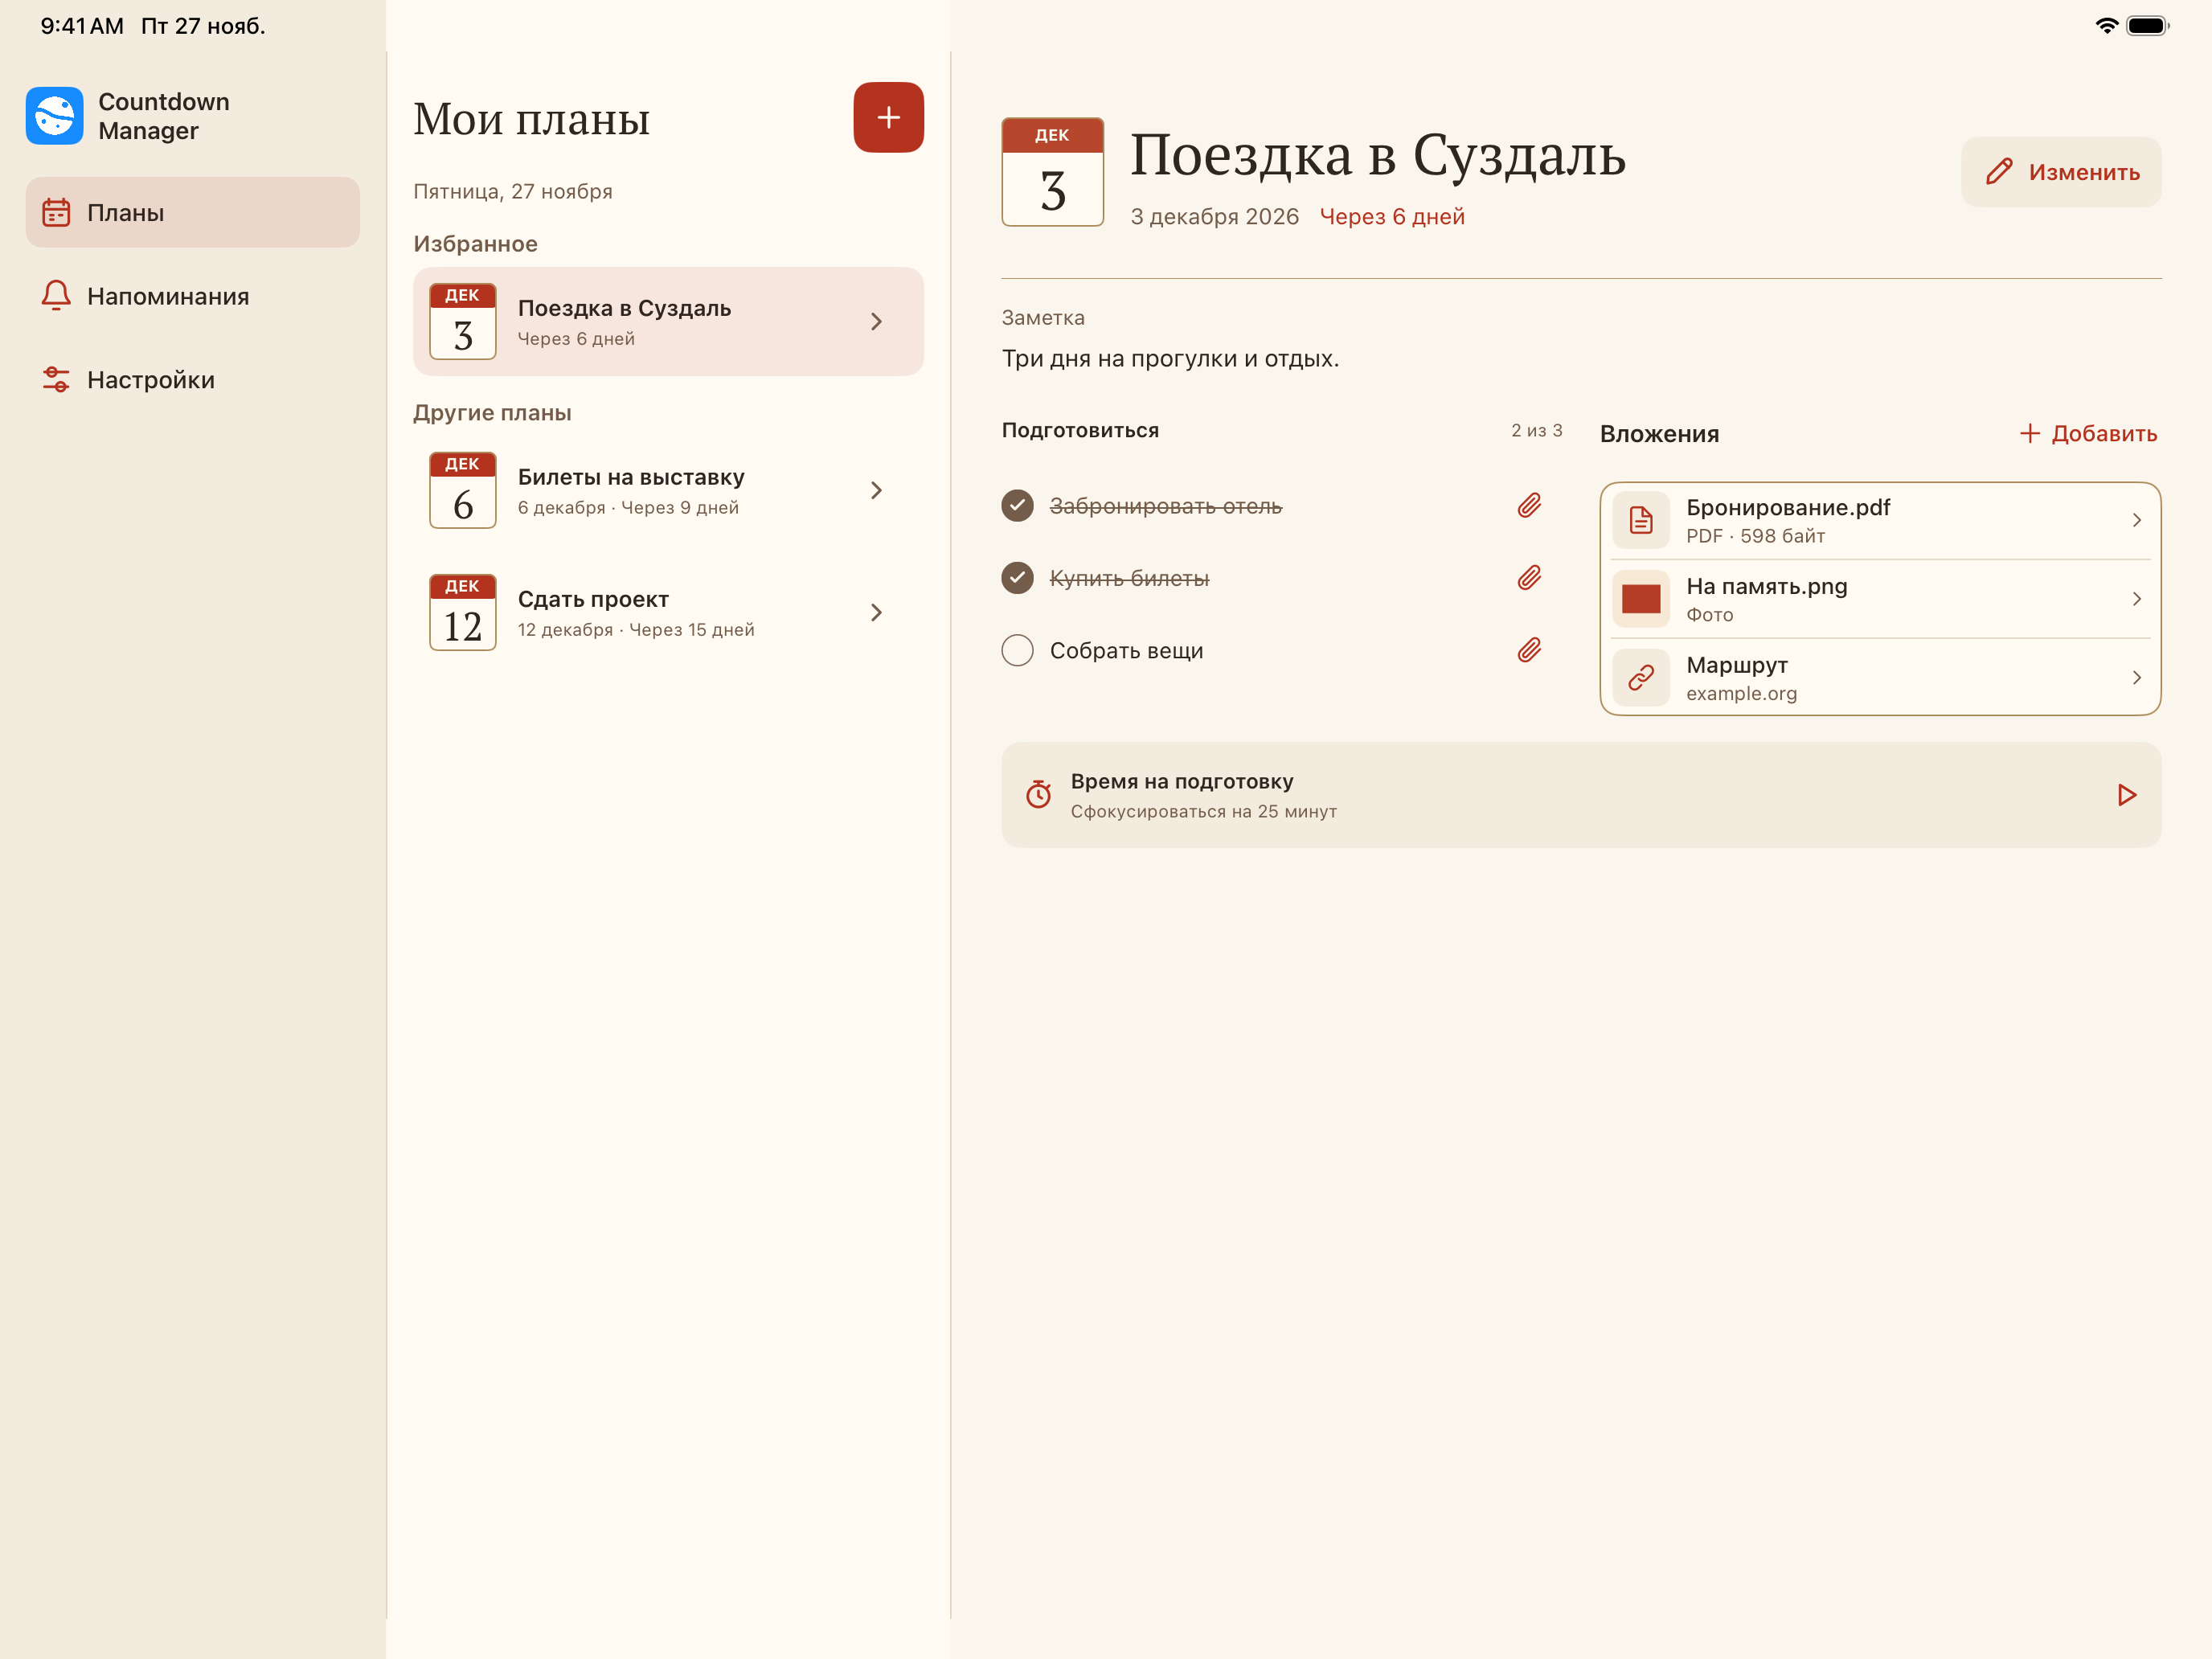 9:41 AM Пт 27 нояб.
Countdown
Manager
Планы
Напоминания
Настройки
Мои планы
Пятница, 27 ноября
Избранное
ДЕК
3
Поездка в Суздаль
Через 6 дней
Другие планы
ДЕК
6
Билеты на выставку
6 декабря · Через 9 дней
ДЕК
12
Сдать проект
12 декабря · Через 15 дней
ДЕК
3
Поездка в Суздаль
3 декабря 2026 Через 6 дней
Изменить
Заметка
Три дня на прогулки и отдых.
Подготовиться 2 из 3
Забронировать отель
Купить билеты
Собрать вещи
Вложения
Добавить
Бронирование.pdf
PDF · 598 байт
На память.png
Фото
Маршрут
example.org
Время на подготовку
Сфокусироваться на 25 минут